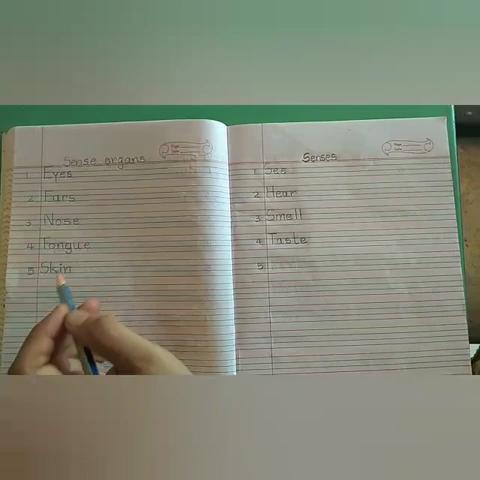 Sense organs
1. Eyes
2. Ears
3. Nose
4. Tongue
5. Skin
Senses
1. See
2. Hear
3. Smell
4. Taste
5.